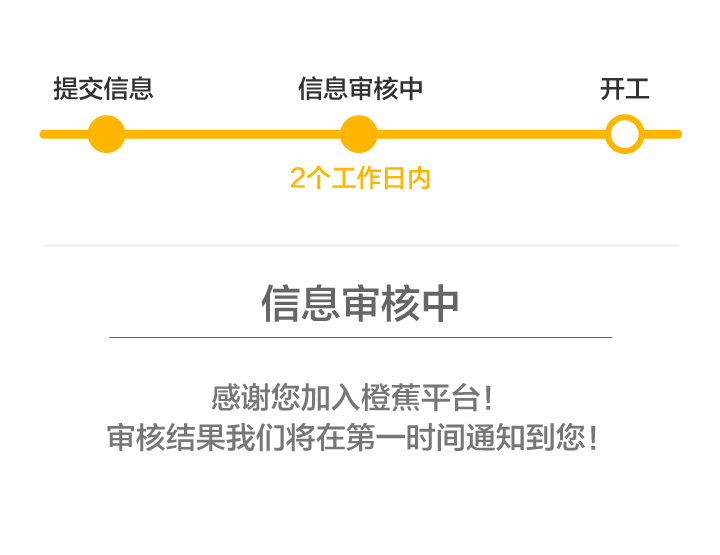 提交信息 信息审核中 开工
2个工作日内
信息审核中
感谢您加入橙蕉平台！
审核结果我们将在第一时间通知到您！